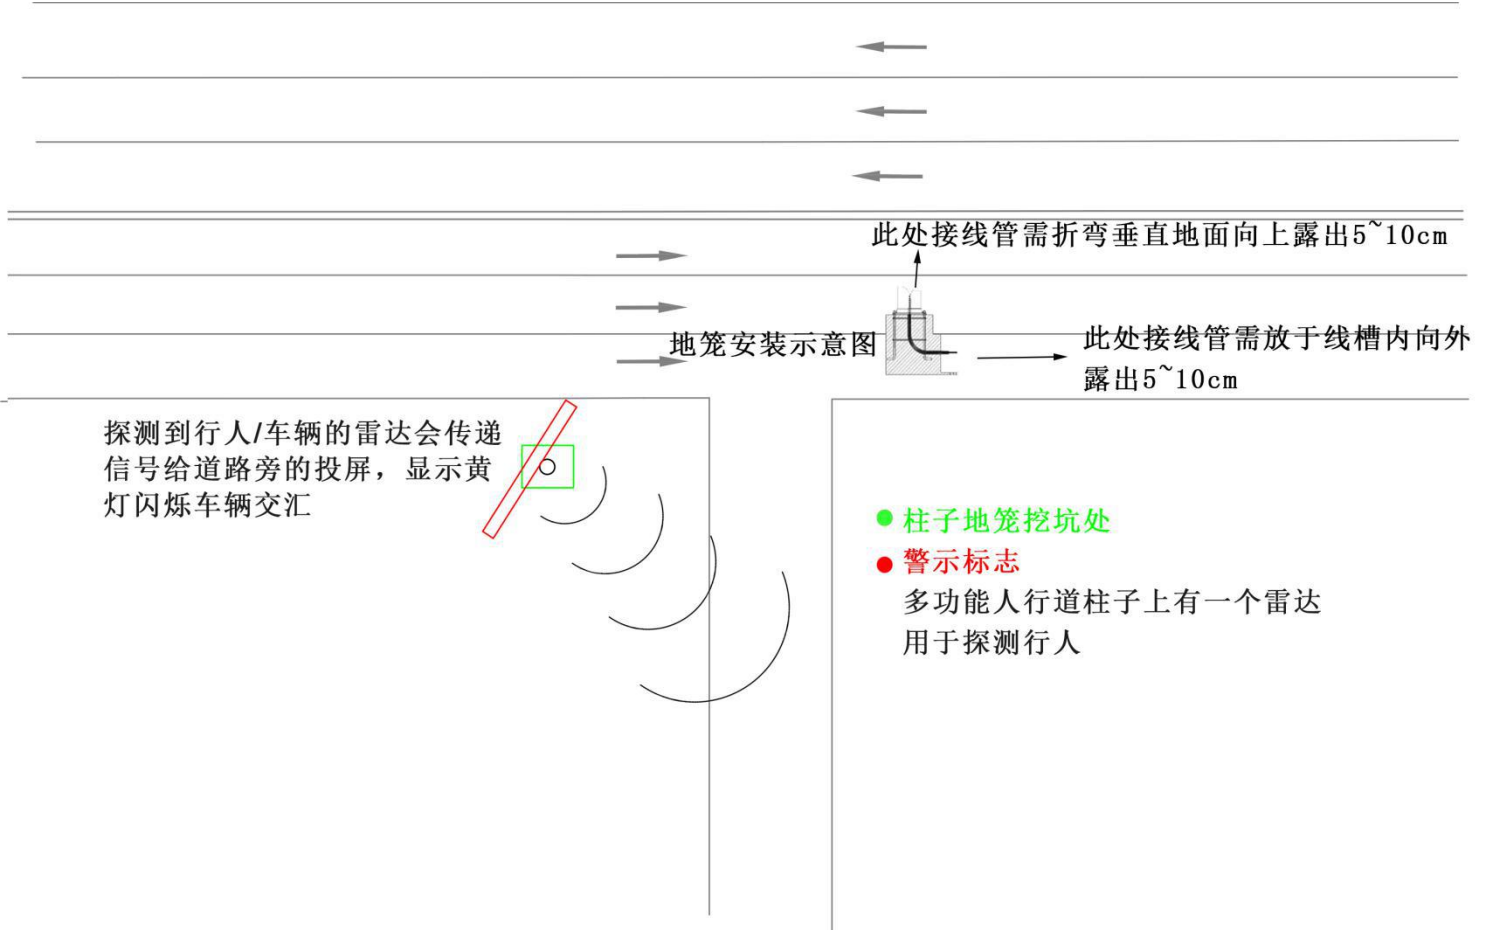 此处接线管需折弯垂直地面向上露出5~10cm
地笼安装示意图
此处接线管需放于线槽内向外
露出5~10cm
探测到行人/车辆的雷达会传递
信号给道路旁的投屏，显示黄
灯闪烁车辆交汇
柱子地笼挖坑处
警示标志
多功能人行道柱子上有一个雷达
用于探测行人